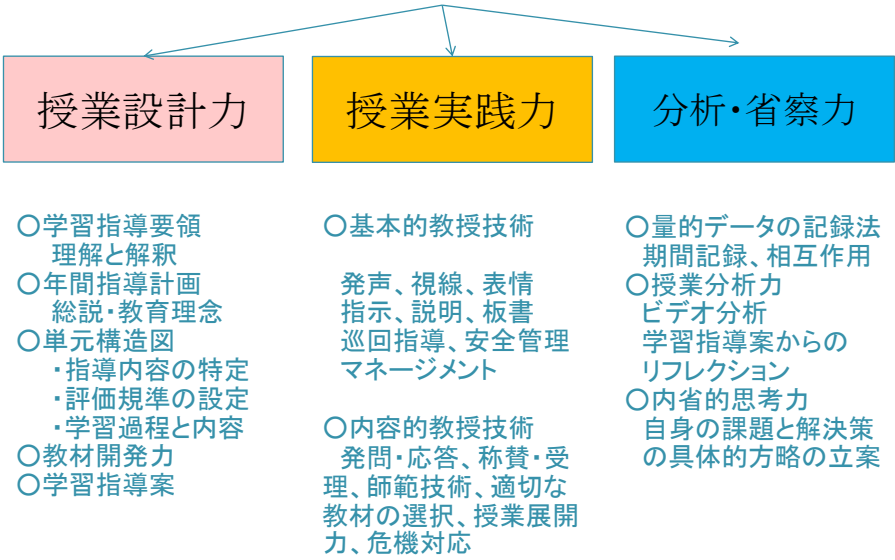 授業設計力
○学習指導要領
理解と解釈
○年間指導計画
総説・教育理念
○単元構造図
・指導内容の特定
・評価規準の設定
・学習過程と内容
○教材開発力
○学習指導案
授業実践力
○基本的教授技術
発声、視線、表情
指示、説明、板書
巡回指導、安全管理
マネージメント
○内容的教授技術
発問・応答、称賛・受
理、師範技術、適切な
教材の選択、授業展開
力、危機対応
分析・省察力
○量的データの記録法
期間記録、相互作用
○授業分析力
ビデオ分析
学習指導案からの
リフレクション
○内省的思考力
自身の課題と解決策
の具体的方略の立案